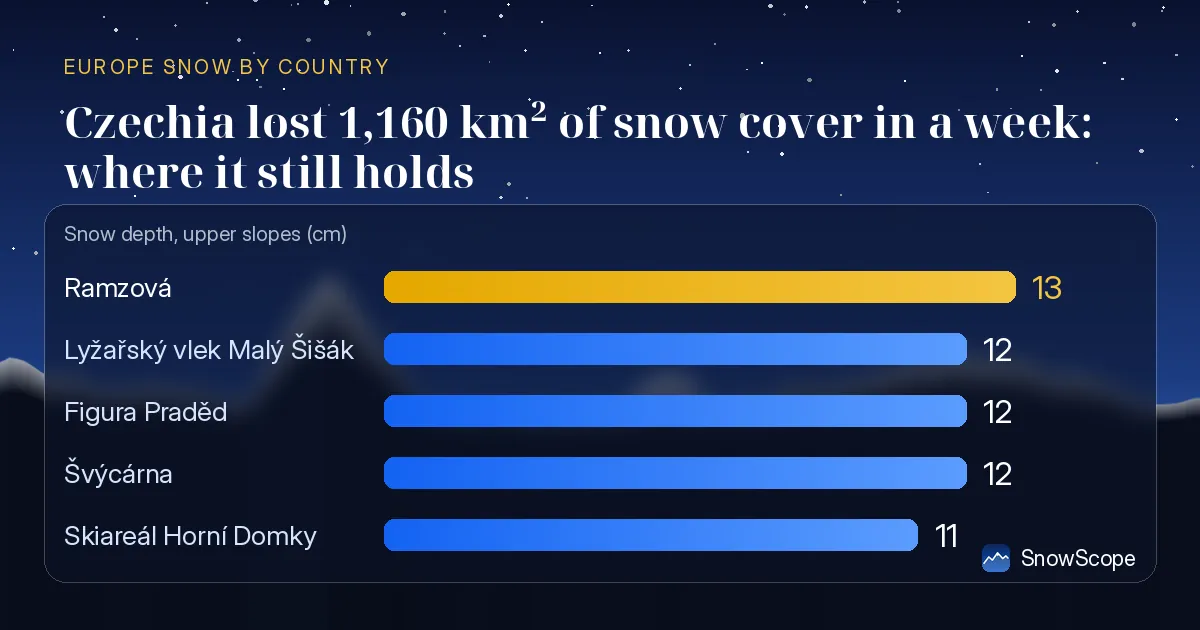 EUROPE SNOW BY COUNTRY
Czechia lost 1,160 km² of snow cover in a week:
where it still holds
Snow depth, upper slopes (cm)
Ramzová 13
Lyžařský vlek Malý Šišák 12
Figura Praděd 12
Švýcárna 12
Skiareál Horní Domky 11
SnowScope